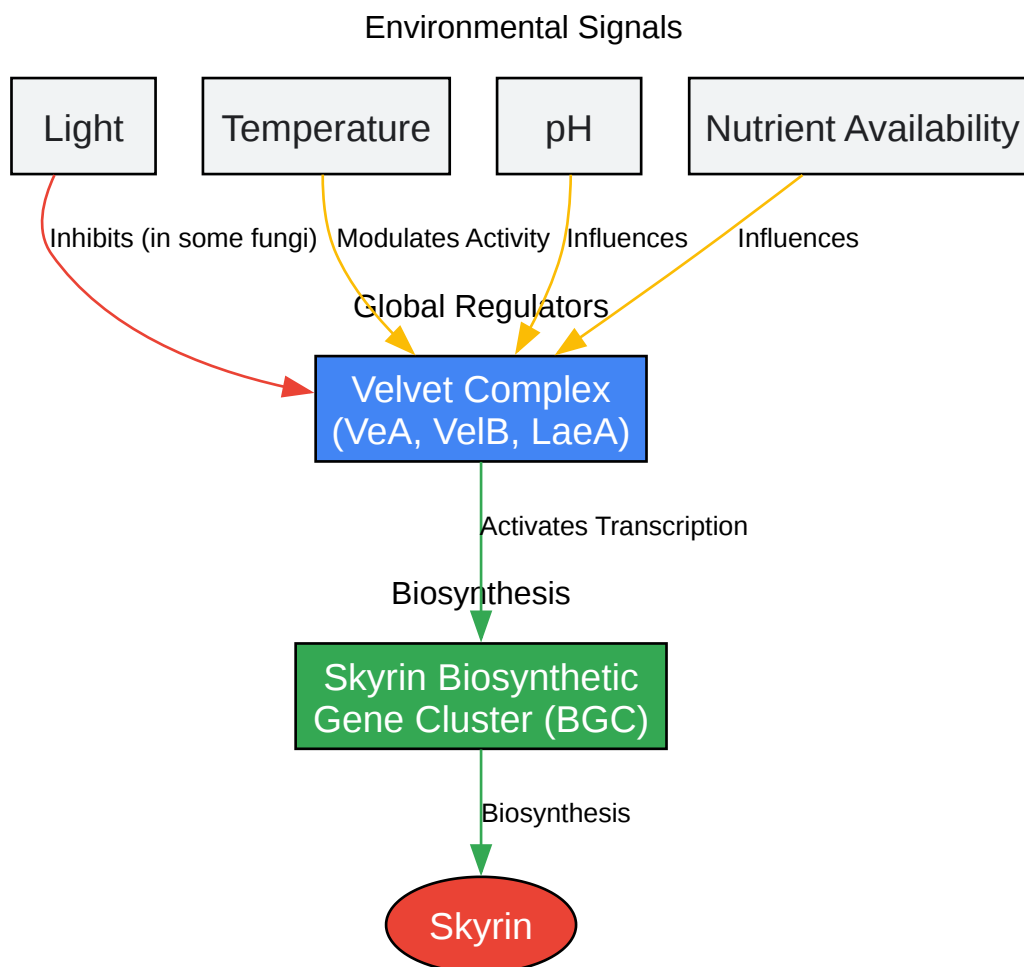 Environmental Signals
Light
Temperature
pH
Nutrient Availability
Inhibits (in some fungi)
Modulates Activity
Influences
Influences
Global Regulators
Velvet Complex
(VeA, VelB, LaeA)
Activates Transcription
Biosynthesis
Skyrin Biosynthetic
Gene Cluster (BGC)
Biosynthesis
Skyrin